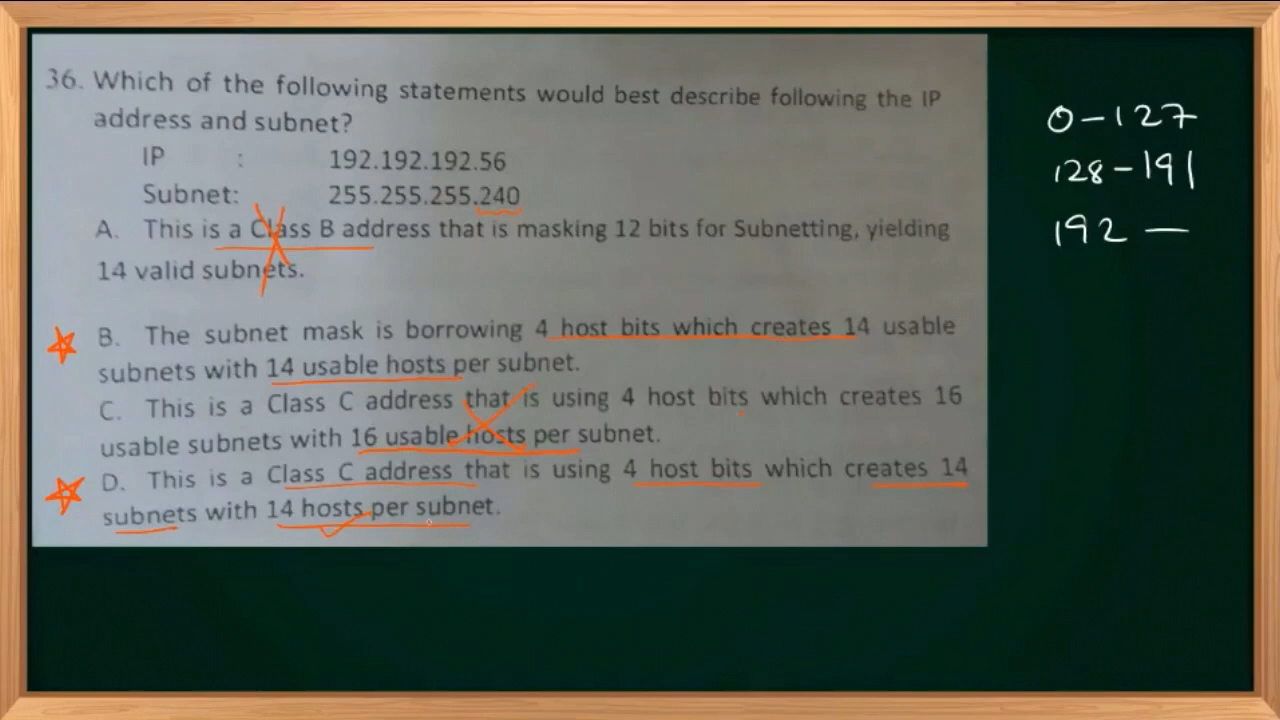 36. Which of the following statements would best describe following the IP
address and subnet?
IP : 192.192.192.56
Subnet: 255.255.255.240
A. This is a Class B address that is masking 12 bits for Subnetting, yielding
14 valid subnets.
B. The subnet mask is borrowing 4 host bits which creates 14 usable
subnets with 14 usable hosts per subnet.
C. This is a Class C address that is using 4 host bits which creates 16
usable subnets with 16 usable hosts per subnet.
D. This is a Class C address that is using 4 host bits which creates 14
subnets with 14 hosts per subnet.
0-127
128-191
192 —